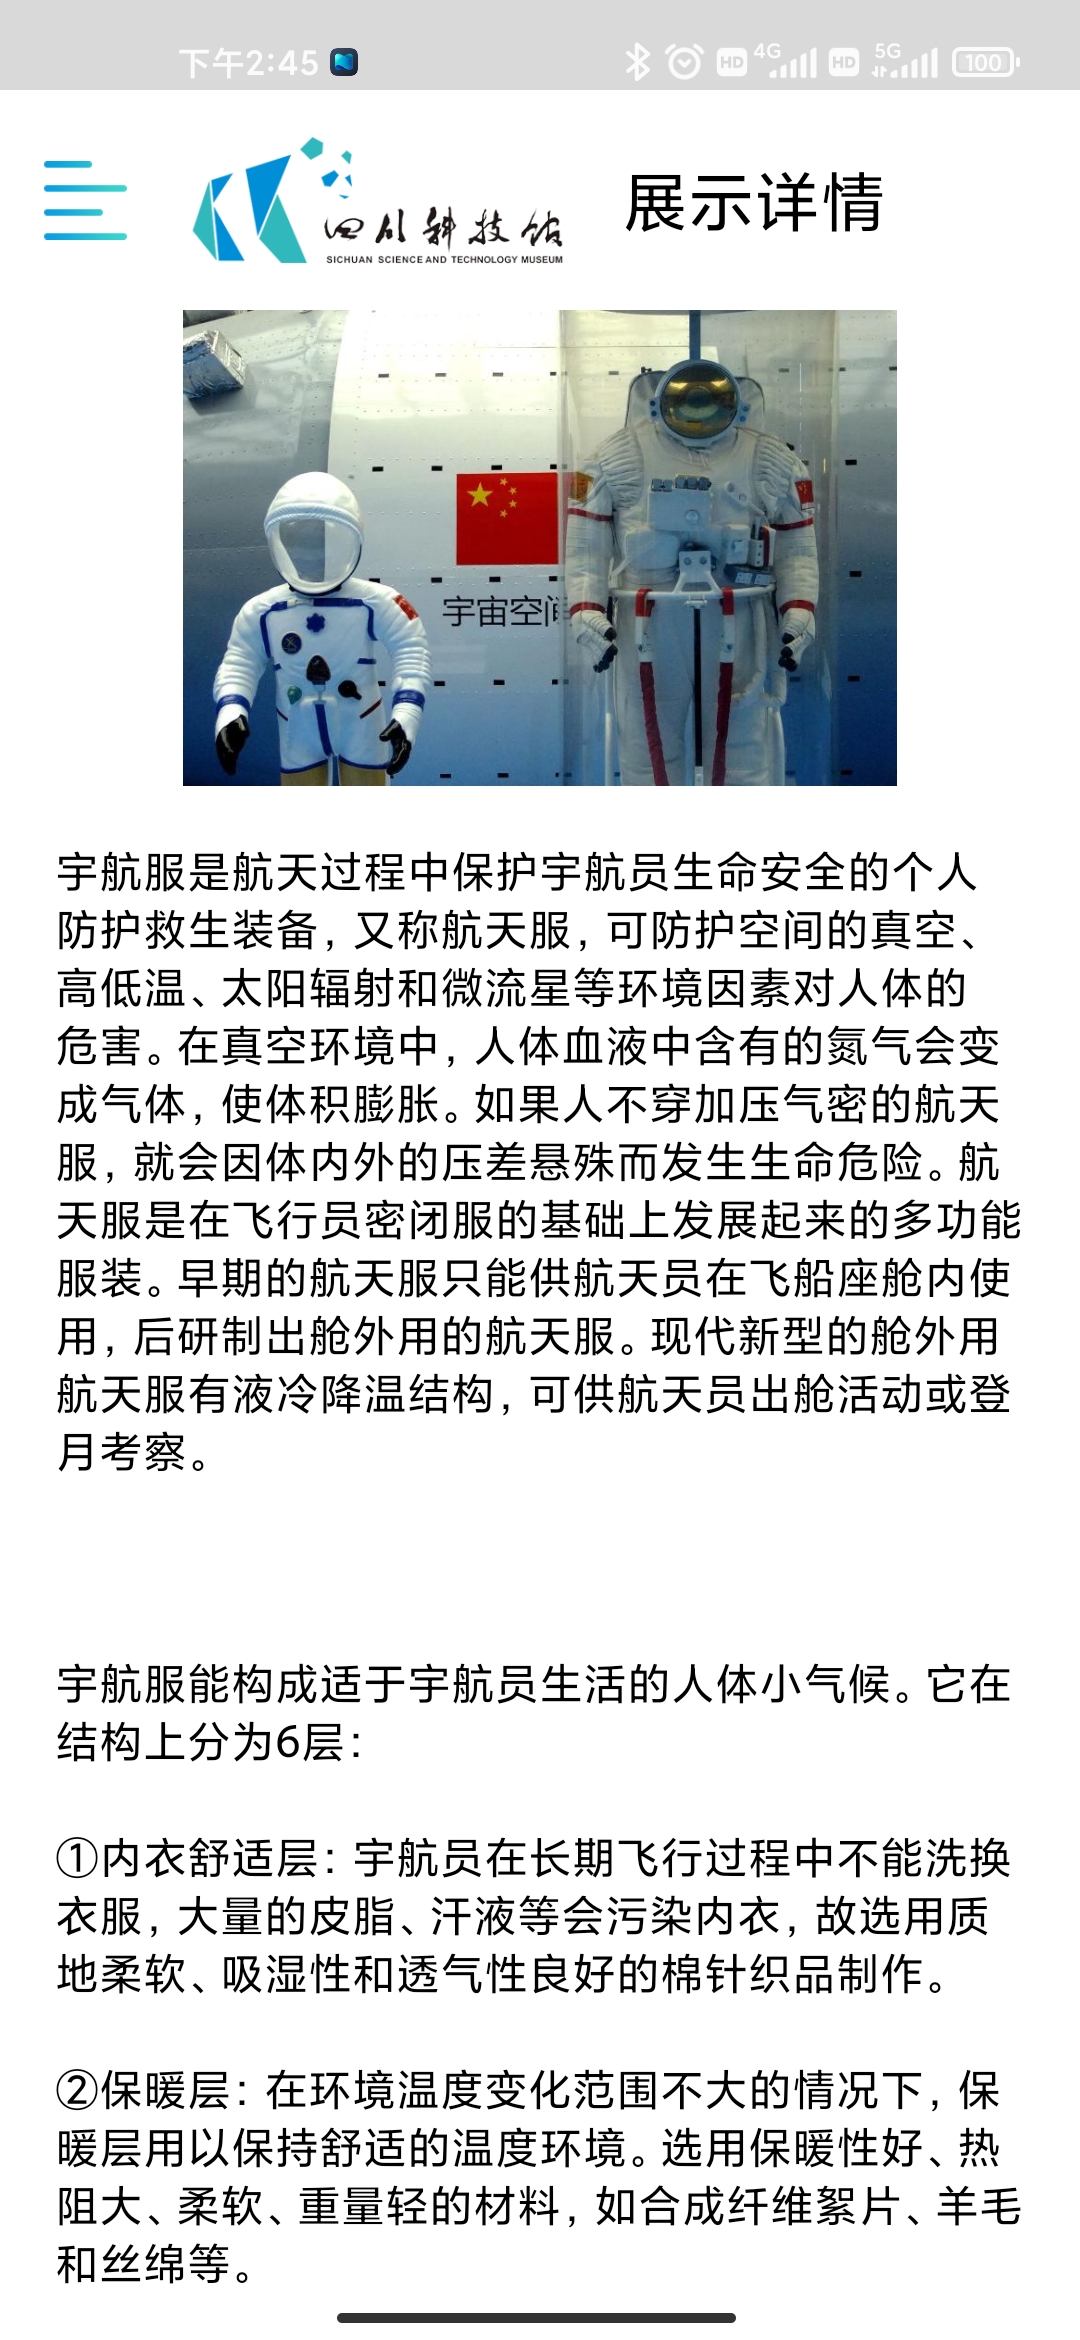 下午2:45
4G
5G
HD
HD
100
四川科技馆
SICHUAN SCIENCE AND TECHNOLOGY MUSEUM
展示详情
宇宙空间
宇航服是航天过程中保护宇航员生命安全的个人
防护救生装备，又称航天服，可防护空间的真空、
高低温、太阳辐射和微流星等环境因素对人体的
危害。在真空环境中，人体血液中含有的氮气会变
成气体，使体积膨胀。如果人不穿加压气密的航天
服，就会因体内外的压差悬殊而发生生命危险。航
天服是在飞行员密闭服的基础上发展起来的多功能
服装。早期的航天服只能供航天员在飞船座舱内使
用，后研制出舱外用的航天服。现代新型的舱外用
航天服有液冷降温结构，可供航天员出舱活动或登
月考察。
宇航服能构成适于宇航员生活的人体小气候。它在
结构上分为6层：
①内衣舒适层：宇航员在长期飞行过程中不能洗换
衣服，大量的皮脂、汗液等会污染内衣，故选用质
地柔软、吸湿性和透气性良好的棉针织品制作。
②保暖层：在环境温度变化范围不大的情况下，保
暖层用以保持舒适的温度环境。选用保暖性好、热
阻大、柔软、重量轻的材料，如合成纤维絮片、羊毛
和丝绵等。